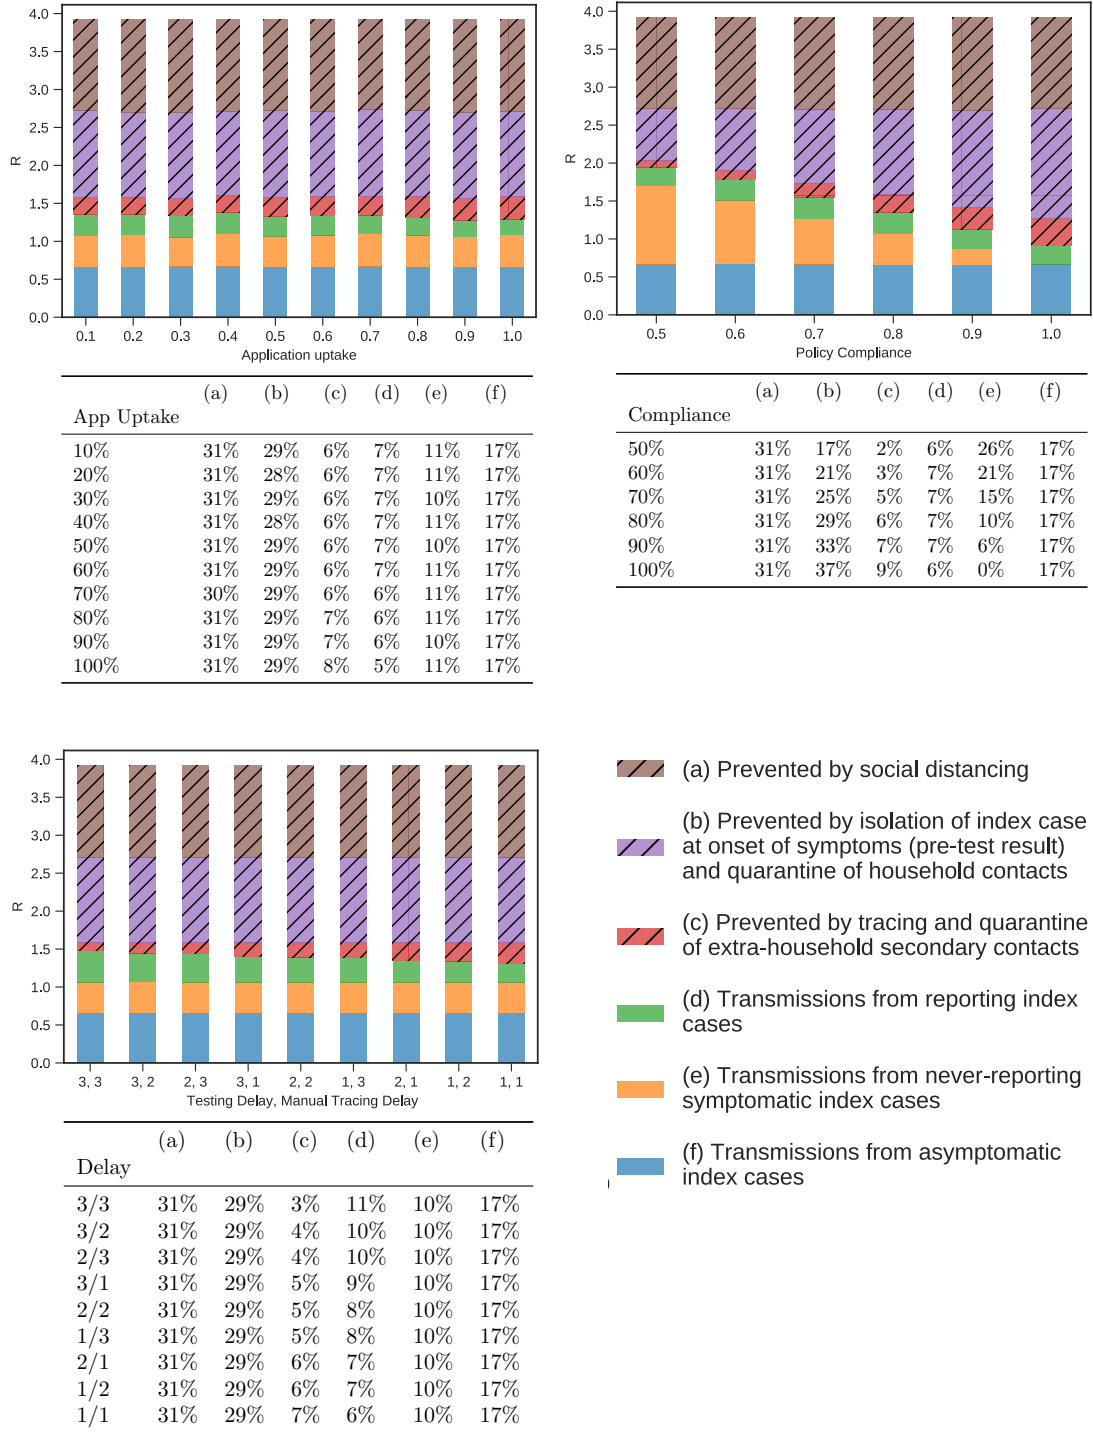 4.0
3.5
3.0
2.5
2.0
1.5
1.0
0.5
0.0
R
0.1 0.2 0.3 0.4 0.5 0.6 0.7 0.8 0.9 1.0
Application uptake
(a) (b) (c) (d) (e) (f)
App Uptake
10% 31% 29% 6% 7% 11% 17%
20% 31% 28% 6% 7% 11% 17%
30% 31% 29% 6% 7% 10% 17%
40% 31% 28% 6% 7% 11% 17%
50% 31% 29% 6% 7% 10% 17%
60% 31% 29% 6% 7% 11% 17%
70% 30% 29% 6% 6% 11% 17%
80% 31% 29% 7% 6% 11% 17%
90% 31% 29% 7% 6% 10% 17%
100% 31% 29% 8% 5% 11% 17%
4.0
3.5
3.0
2.5
2.0
1.5
1.0
0.5
0.0
R
0.5 0.6 0.7 0.8 0.9 1.0
Policy Compliance
(a) (b) (c) (d) (e) (f)
Compliance
50% 31% 17% 2% 6% 26% 17%
60% 31% 21% 3% 7% 21% 17%
70% 31% 25% 5% 7% 15% 17%
80% 31% 29% 6% 7% 10% 17%
90% 31% 33% 7% 7% 6% 17%
100% 31% 37% 9% 6% 0% 17%
4.0
3.5
3.0
2.5
2.0
1.5
1.0
0.5
0.0
R
3, 3 3, 2 2, 3 3, 1 2, 2 1, 3 2, 1 1, 2 1, 1
Testing Delay, Manual Tracing Delay
(a) (b) (c) (d) (e) (f)
Delay
3/3 31% 29% 3% 11% 10% 17%
3/2 31% 29% 4% 10% 10% 17%
2/3 31% 29% 4% 10% 10% 17%
3/1 31% 29% 5% 9% 10% 17%
2/2 31% 29% 5% 8% 10% 17%
1/3 31% 29% 5% 8% 10% 17%
2/1 31% 29% 6% 7% 10% 17%
1/2 31% 29% 6% 7% 10% 17%
1/1 31% 29% 7% 6% 10% 17%
(a) Prevented by social distancing
(b) Prevented by isolation of index case
at onset of symptoms (pre-test result)
and quarantine of household contacts
(c) Prevented by tracing and quarantine
of extra-household secondary contacts
(d) Transmissions from reporting index
cases
(e) Transmissions from never-reporting
symptomatic index cases
(f) Transmissions from asymptomatic
index cases